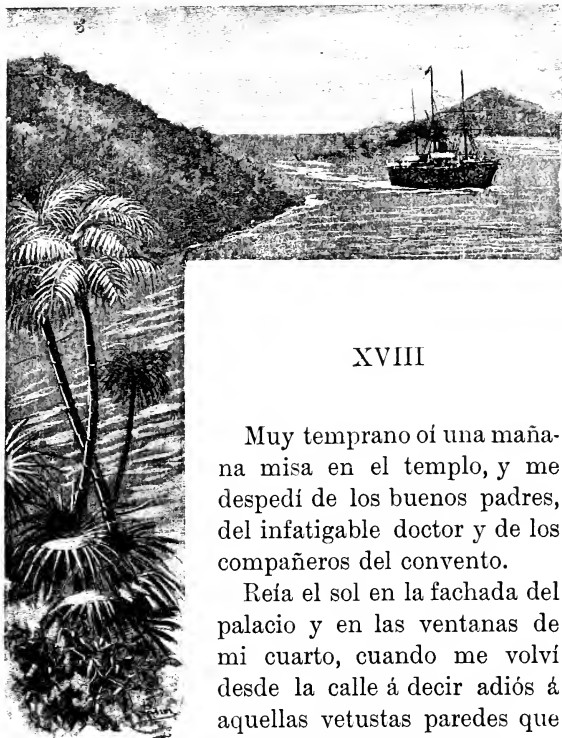 XVIII
Muy temprano oí una maña-
na misa en el templo, y me
despedí de los buenos padres,
del infatigable doctor y de los
compañeros del convento.
Reía el sol en la fachada del
palacio y en las ventanas de
mi cuarto, cuando me volví
desde la calle á decir adiós á
aquellas vetustas paredes que